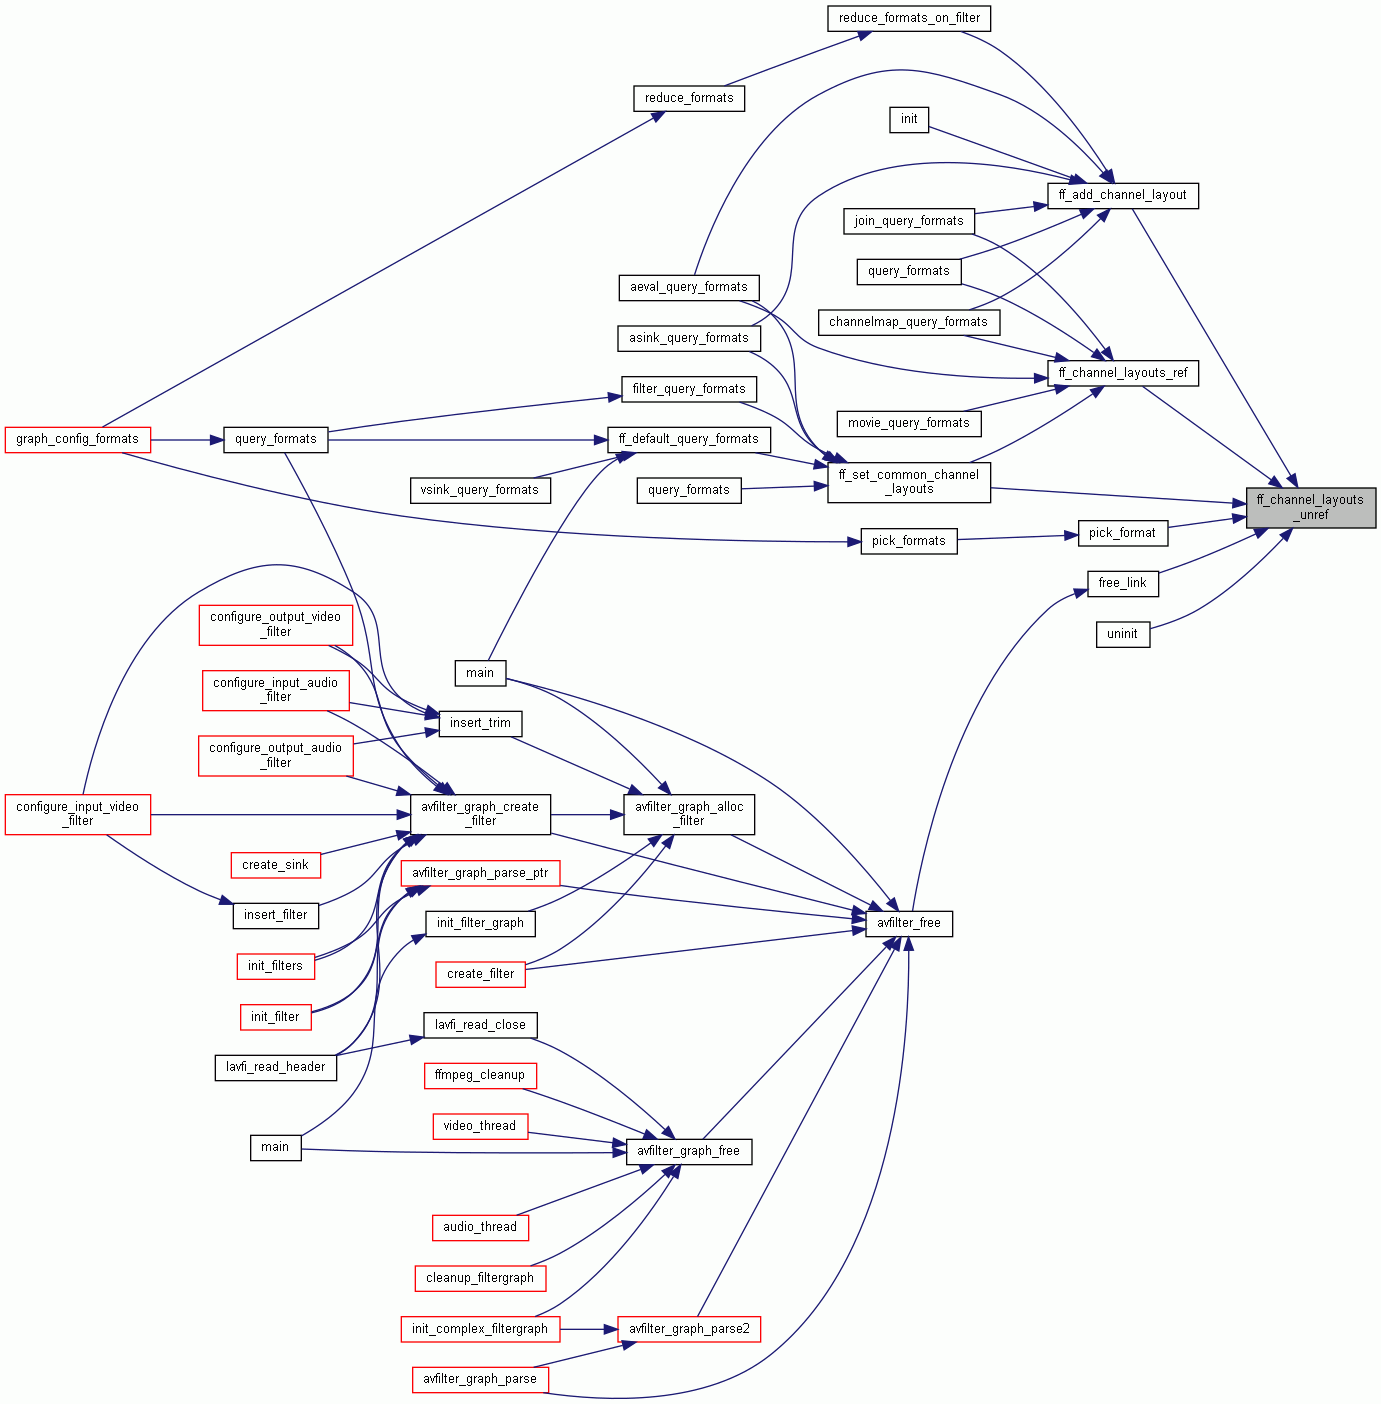 reduce_formats_on_filter
reduce_formats
init
ff_add_channel_layout
join_query_formats
query_formats
aeval_query_formats
channelmap_query_formats
asink_query_formats
ff_channel_layouts_ref
filter_query_formats
movie_query_formats
graph_config_formats
query_formats
ff_default_query_formats
ff_set_common_channel
_layouts
vsink_query_formats
query_formats
ff_channel_layouts
_unref
pick_formats
pick_format
free_link
configure_output_video
_filter
uninit
main
configure_input_audio
_filter
insert_trim
configure_output_audio
_filter
configure_input_video
_filter
avfilter_graph_create
_filter
avfilter_graph_alloc
_filter
create_sink
avfilter_graph_parse_ptr
insert_filter
init_filter_graph
avfilter_free
init_filters
create_filter
init_filter
lavfi_read_close
lavfi_read_header
ffmpeg_cleanup
video_thread
main
avfilter_graph_free
audio_thread
cleanup_filtergraph
init_complex_filtergraph
avfilter_graph_parse2
avfilter_graph_parse